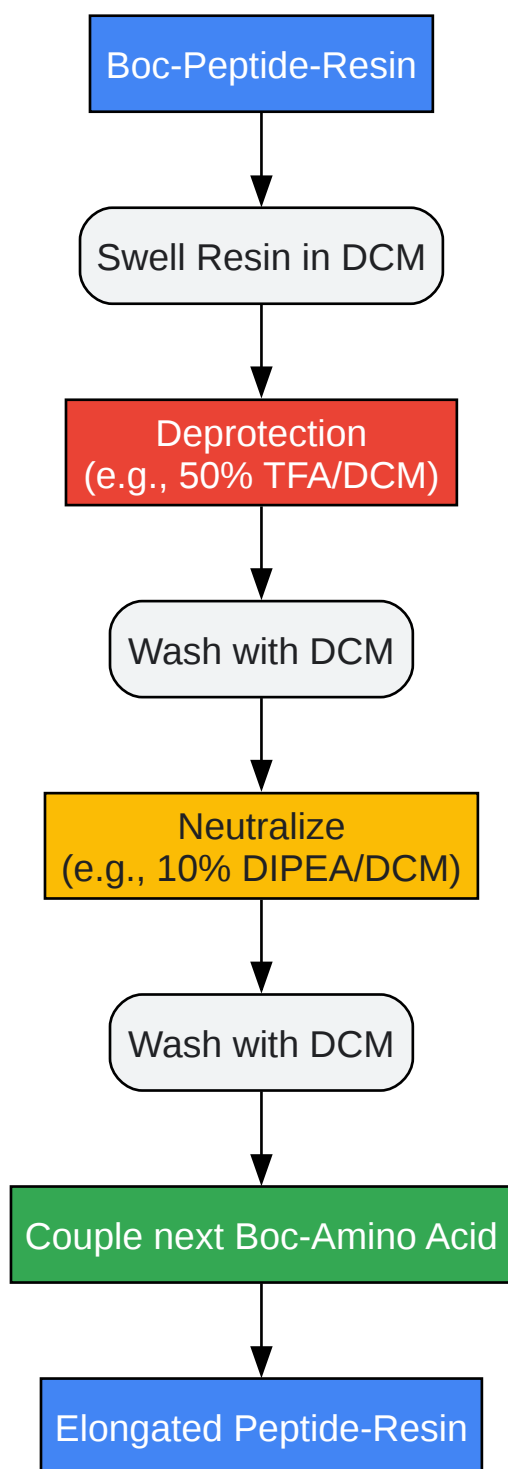 Boc-Peptide-Resin
Swell Resin in DCM
Deprotection
(e.g., 50% TFA/DCM)
Wash with DCM
Neutralize
(e.g., 10% DIPEA/DCM)
Wash with DCM
Couple next Boc-Amino Acid
Elongated Peptide-Resin